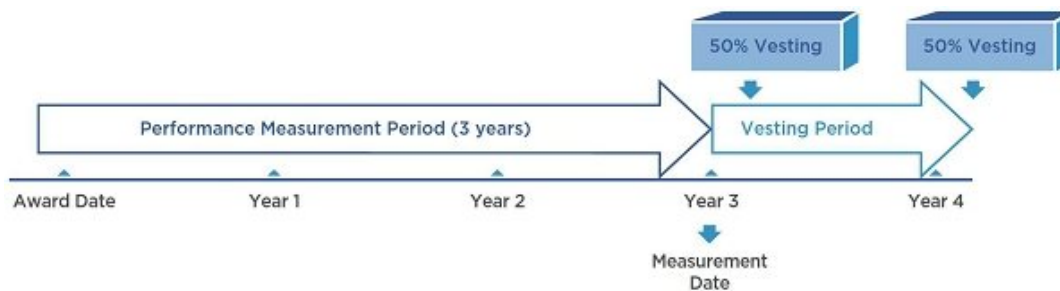 50% Vesting
50% Vesting
Performance Measurement Period (3 years)
Vesting Period
Award Date
Year 1
Year 2
Year 3
Year 4
Measurement
Date